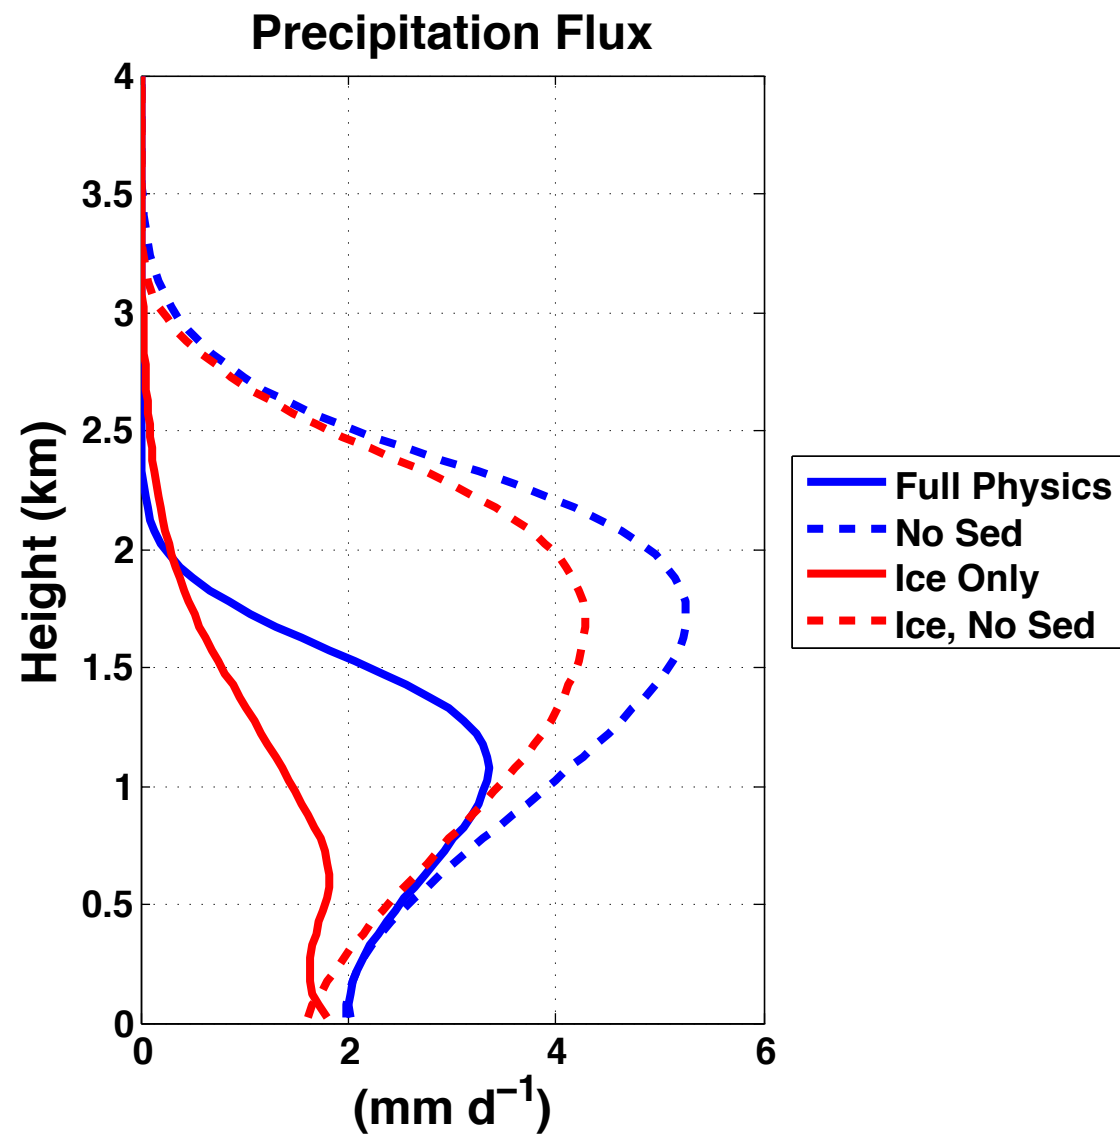 Precipitation Flux
4
3.5
3
2.5
2
1.5
1
0.5
0
Height (km)
0 2 4 6
(mm d⁻¹)
Full Physics
No Sed
Ice Only
Ice, No Sed